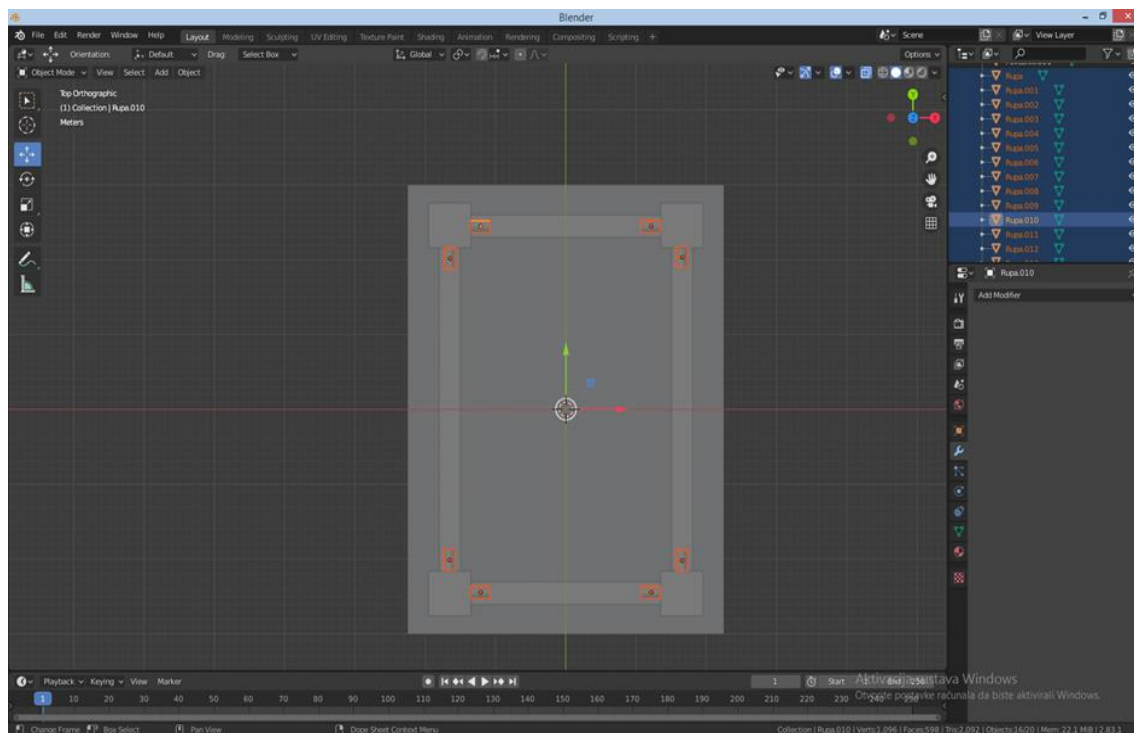 Blender
File Edit Render Window Help Layout Modeling Sculpting UV Editing Texture Paint Shading Animation Rendering Compositing Scripting + Scene View Layer
Orientation: Default Drag: Select Box Global Options
Object Mode View Select Add Object
Top Orthographic
(1) Collection | Rupa.010
Meters
Y
Z
Rupa
Rupa.001
Rupa.002
Rupa.003
Rupa.004
Rupa.005
Rupa.006
Rupa.007
Rupa.008
Rupa.009
Rupa.010
Rupa.011
Rupa.012
Rupa.010
Add Modifier
Playback Keying View Marker 1 Start 1 End 250
1 10 20 30 40 50 60 70 80 90 100 110 120 130 140 150 160 170 180 190 200 210 220 230 240 250
Aktivacija sustava Windows
Otvorite postavke računala da biste aktivirali Windows.
Change Frame Box Select Pan View Dope Sheet Context Menu Collection | Rupa.010 | Verts:1,096 | Faces:598 | Tris:2,092 | Objects:16/20 | Mem: 22.1 MiB | 2.83.1